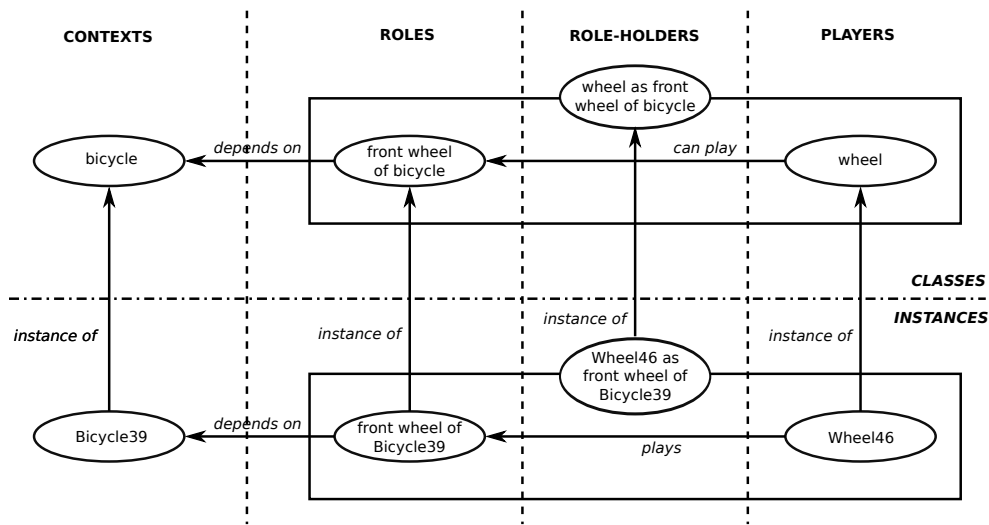 CONTEXTS
ROLES
ROLE-HOLDERS
PLAYERS
wheel as front
wheel of bicycle
bicycle
depends on
front wheel
of bicycle
can play
wheel
CLASSES
INSTANCES
instance of
instance of
instance of
instance of
Wheel46 as
front wheel of
Bicycle39
Bicycle39
depends on
front wheel of
Bicycle39
plays
Wheel46